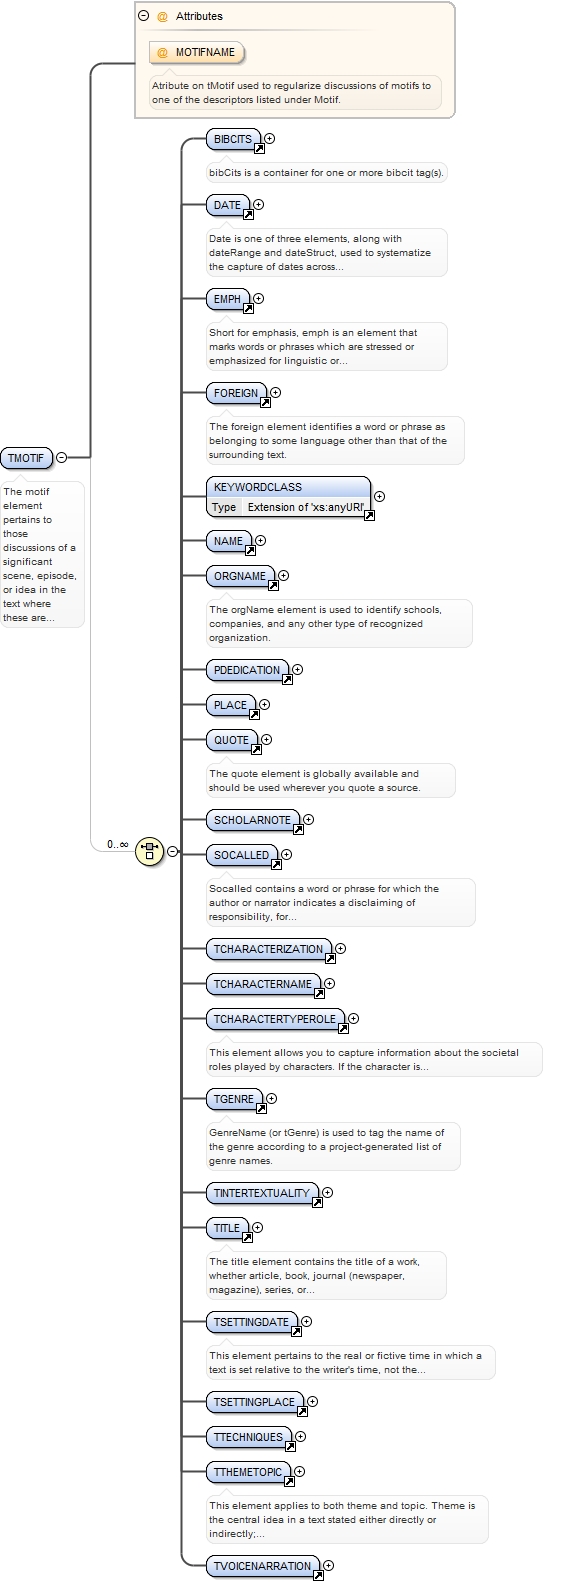 Attributes
@ MOTIFNAME
Atribute on tMotif used to regularize discussions of motifs to
one of the descriptors listed under Motif.
BIBCITS
bibCits is a container for one or more bibcit tag(s).
DATE
Date is one of three elements, along with
dateRange and dateStruct, used to systematize
the capture of dates across...
EMPH
Short for emphasis, emph is an element that
marks words or phrases which are stressed or
emphasized for linguistic or...
FOREIGN
The foreign element identifies a word or phrase as
belonging to some language other than that of the
surrounding text.
TMOTIF
The motif
element
pertains to
those
discussions of a
significant
scene, episode,
or idea in the
text where
these are...
KEYWORDCLASS
Type Extension of 'xs:anyURI'
NAME
ORGNAME
The orgName element is used to identify schools,
companies, and any other type of recognized
organization.
PDEDICATION
PLACE
QUOTE
The quote element is globally available and
should be used wherever you quote a source.
SCHOLARNOTE
0..∞
SOCALLED
Socalled contains a word or phrase for which the
author or narrator indicates a disclaiming of
responsibility, for...
TCHARACTERIZATION
TCHARACTERNAME
TCHARACTERTYPEROLE
This element allows you to capture information about the societal
roles played by characters. If the character is...
TGENRE
GenreName (or tGenre) is used to tag the name of
the genre according to a project-generated list of
genre names.
TINTERTEXTUALITY
TITLE
The title element contains the title of a work,
whether article, book, journal (newspaper,
magazine), series, or...
TSETTINGDATE
This element pertains to the real or fictive time in which a
text is set relative to the writer's time, not the...
TSETTINGPLACE
TTECHNIQUES
TTHEMETOPIC
This element applies to both theme and topic. Theme is
the central idea in a text stated either directly or
indirectly;...
TVOICENARRATION